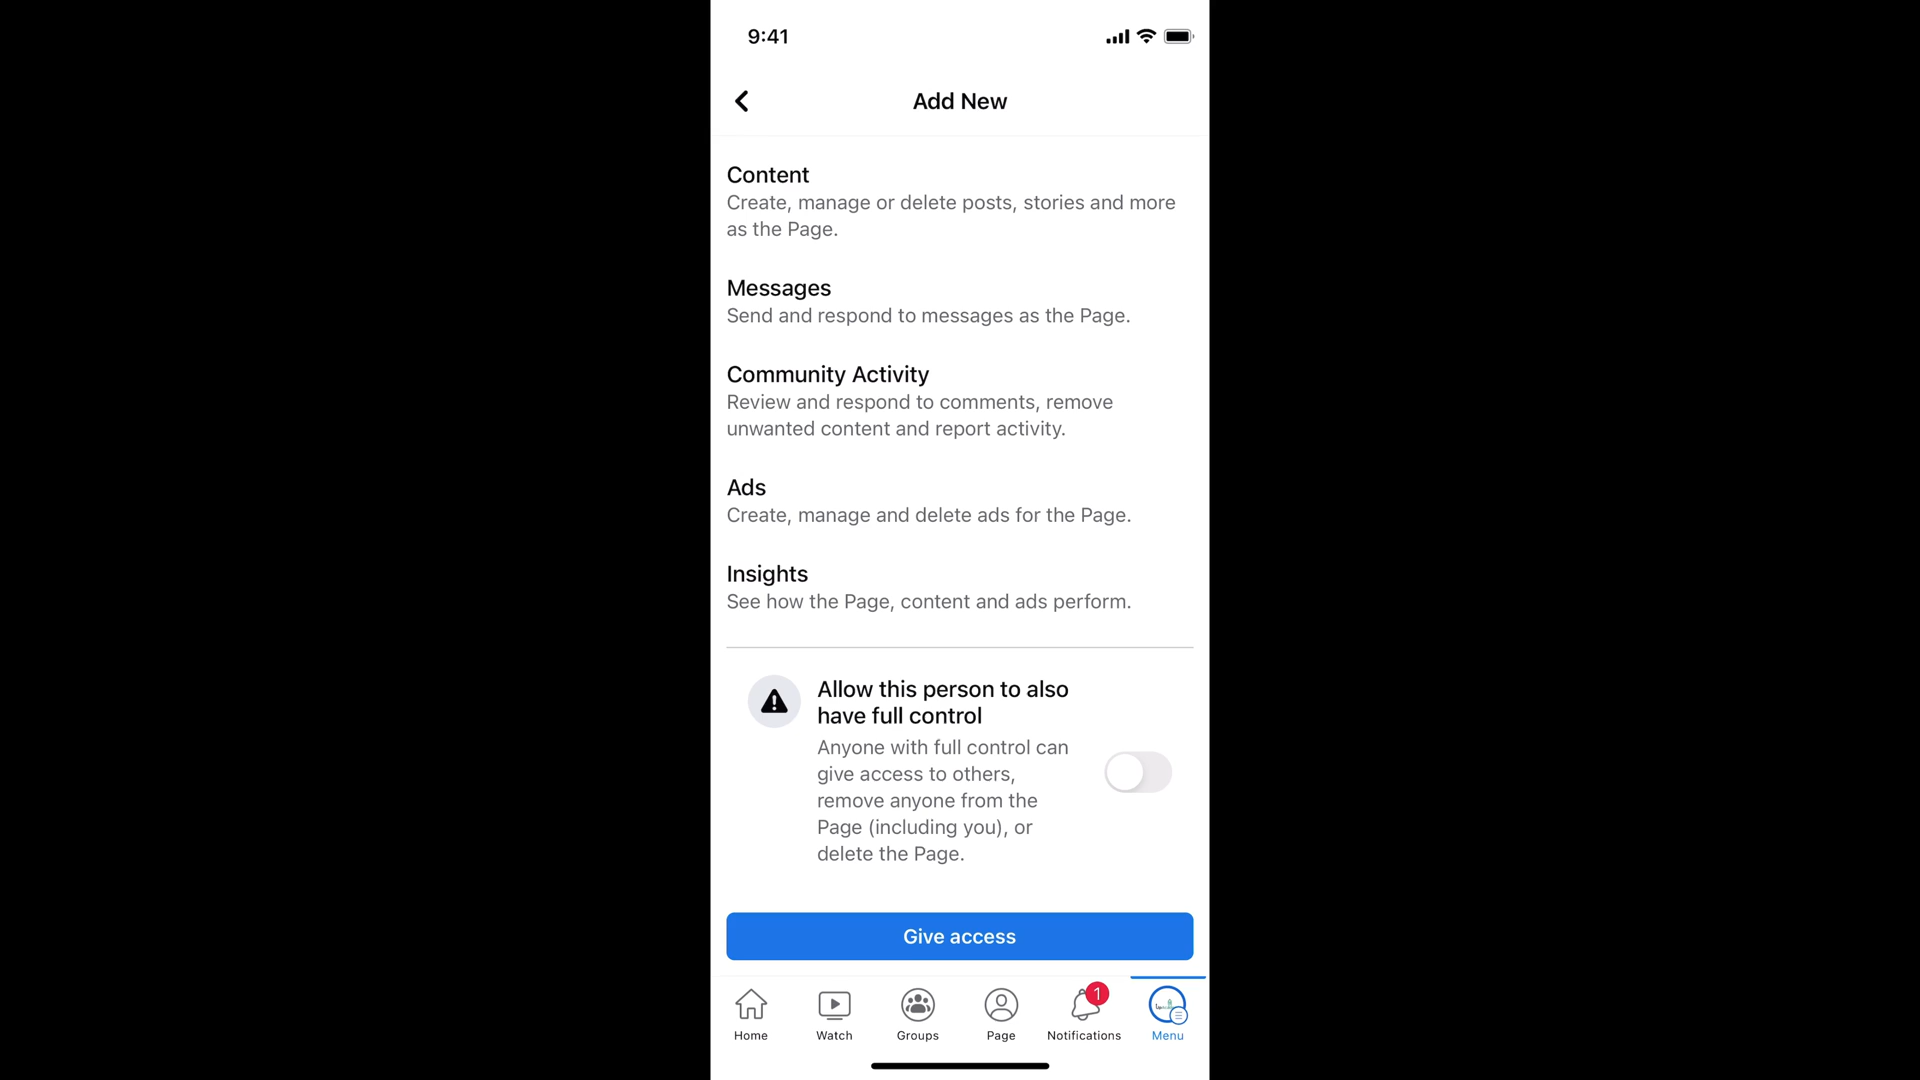 9:41
Add New
Content
Create, manage or delete posts, stories and more
as the Page.
Messages
Send and respond to messages as the Page.
Community Activity
Review and respond to comments, remove
unwanted content and report activity.
Ads
Create, manage and delete ads for the Page.
Insights
See how the Page, content and ads perform.
Allow this person to also
have full control
Anyone with full control can
give access to others,
remove anyone from the
Page (including you), or
delete the Page.
Give access
1
Home
Watch
Groups
Page
Notifications
Menu